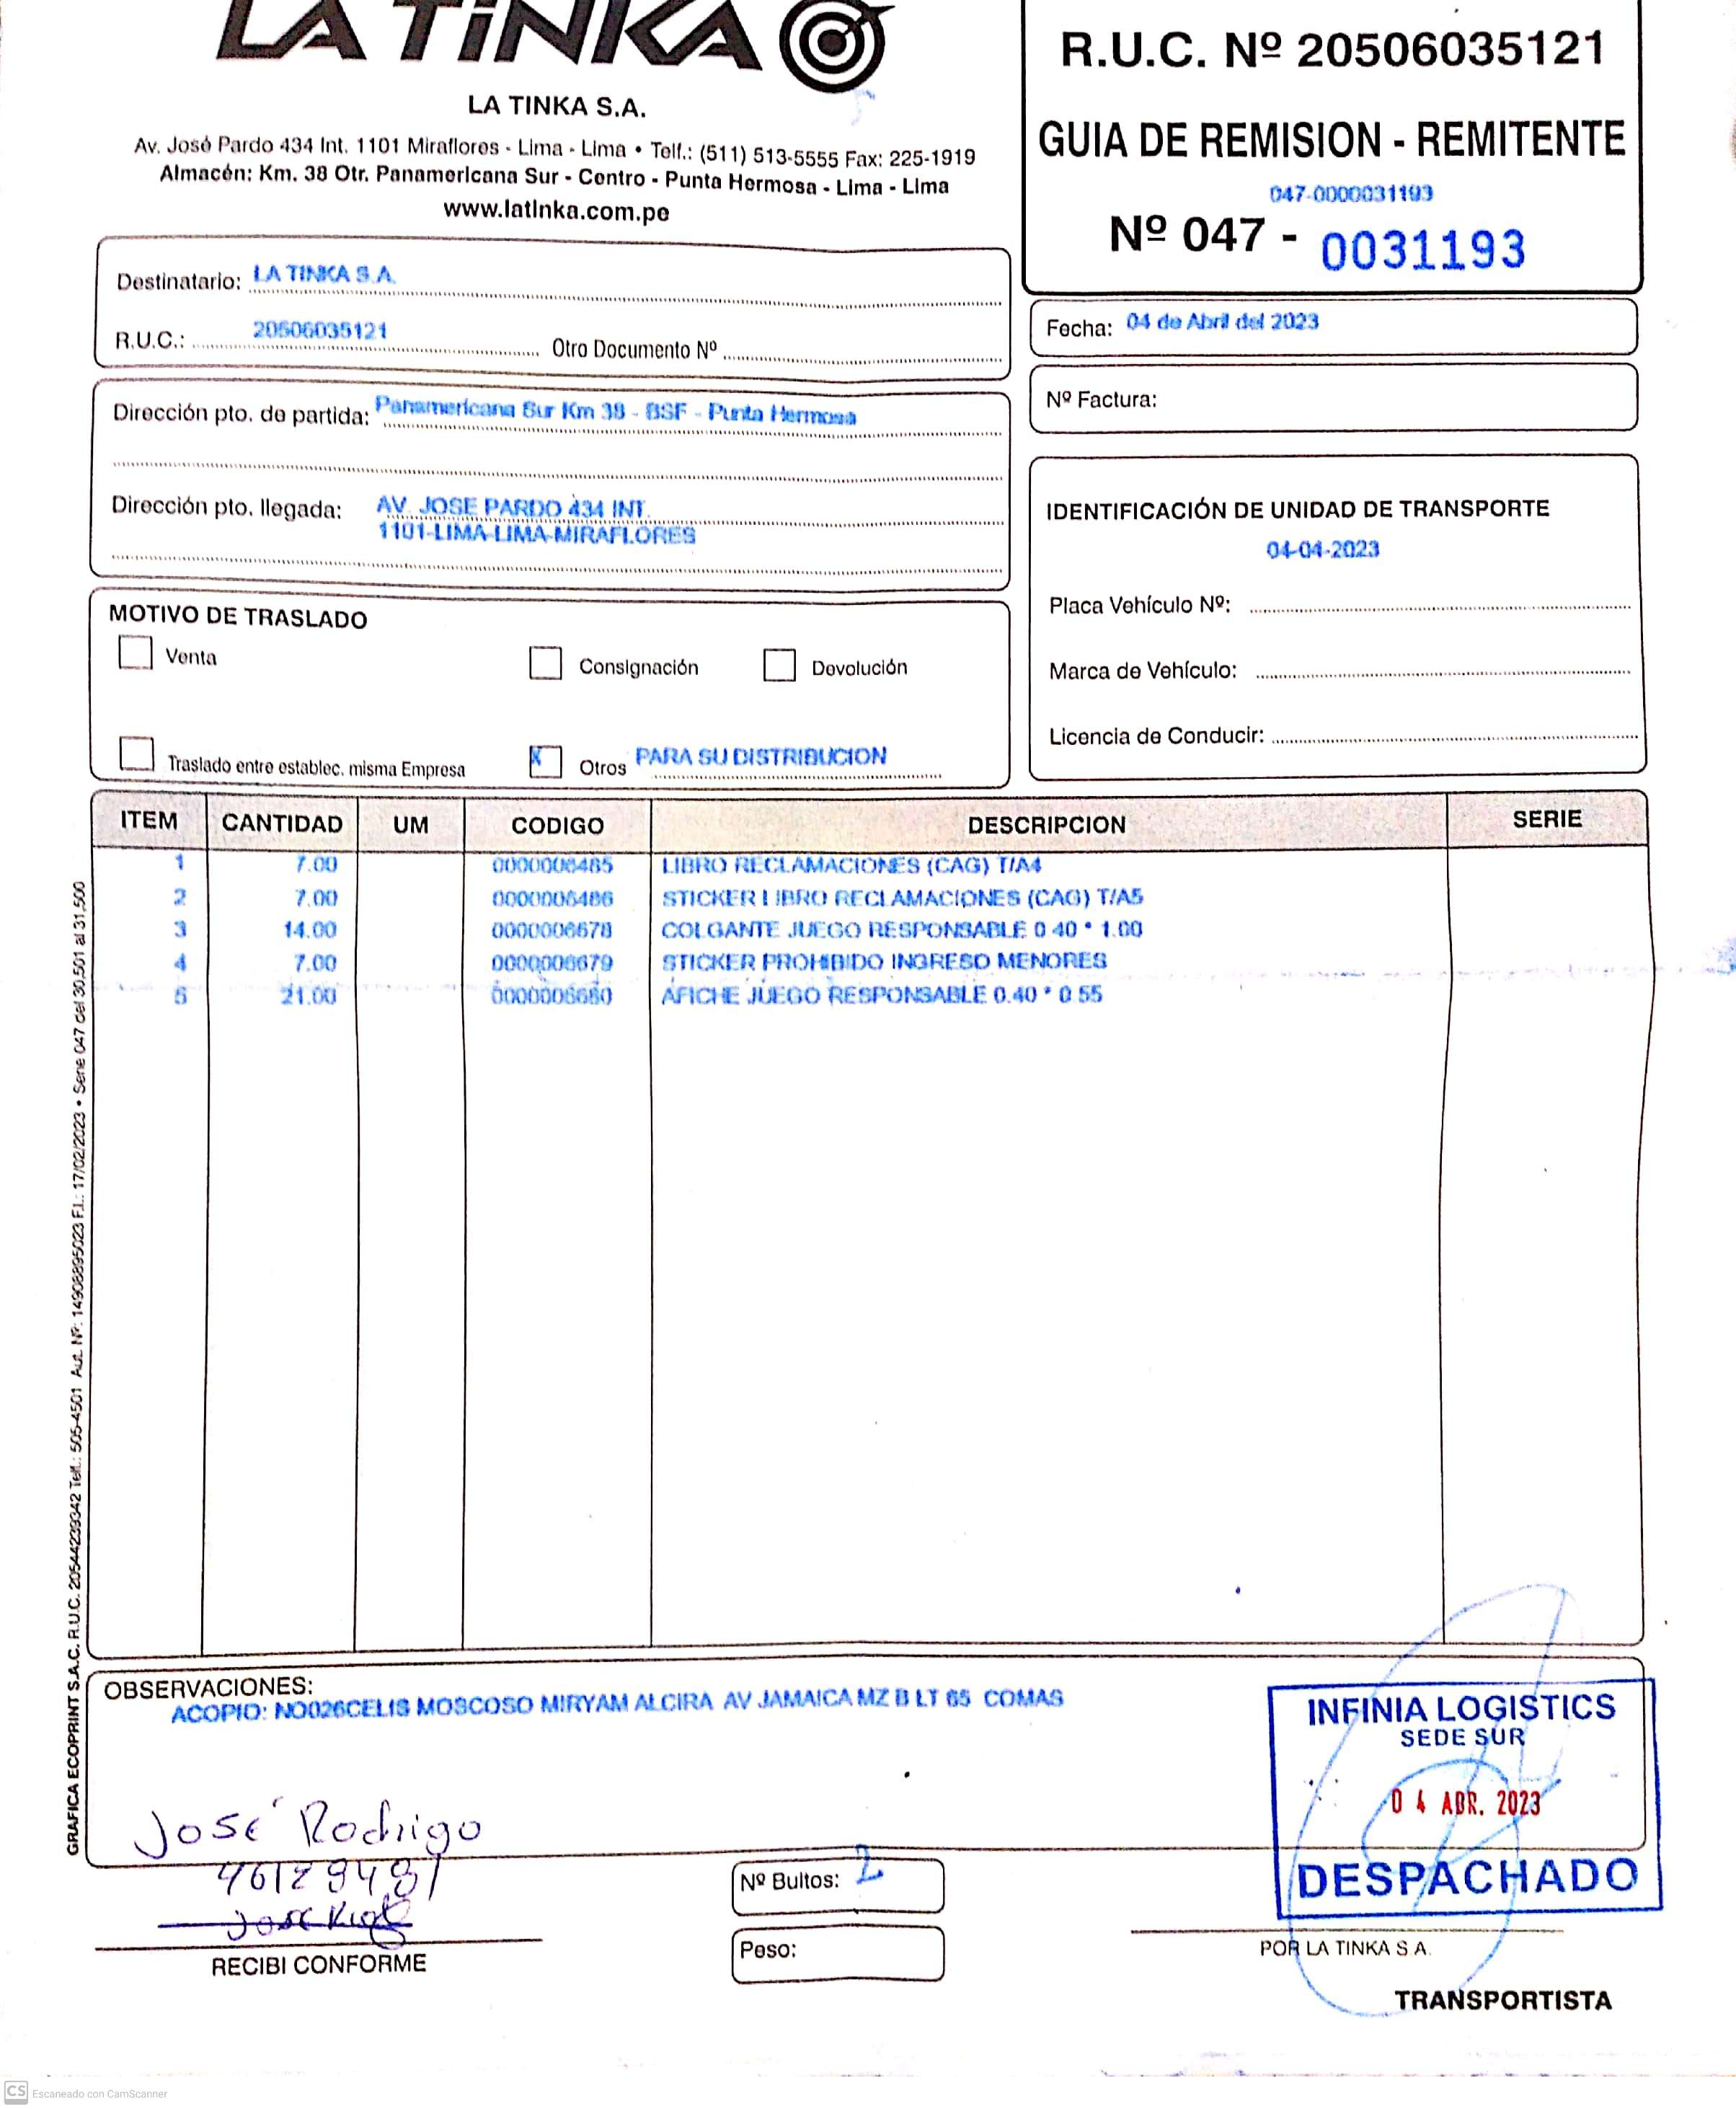 LA TiNKA
LA TINKA S.A.
Av. José Pardo 434 Int. 1101 Miraflores - Lima - Lima • Telf.: (511) 513-5555 Fax: 225-1919
Almacén: Km. 38 Otr. Panamericana Sur - Centro - Punta Hermosa - Lima - Lima
www.latinka.com.pe
R.U.C. Nº 20506035121
GUIA DE REMISION - REMITENTE
047-0000031193
Nº 047 - 0031193
Destinatario: LA TINKA S.A.
R.U.C.: 20506035121 Otro Documento Nº
Fecha: 04 de Abril del 2023
Nº Factura:
Dirección pto. de partida: Panamericana Sur Km 38 - BSF - Punta Hermosa
Dirección pto. llegada: AV. JOSE PARDO 434 INT.
1101-LIMA-LIMA-MIRAFLORES
IDENTIFICACIÓN DE UNIDAD DE TRANSPORTE
04-04-2023
Placa Vehículo Nº:
Marca de Vehículo:
Licencia de Conducir:
MOTIVO DE TRASLADO
Venta Consignación Devolución
Traslado entre establec. misma Empresa X Otros PARA SU DISTRIBUCION
ITEM CANTIDAD UM CODIGO DESCRIPCION SERIE
1 7.00 0000006485 LIBRO RECLAMACIONES (CAG) T/A4
2 7.00 0000006486 STICKER LIBRO RECLAMACIONES (CAG) T/A5
3 14.00 0000006678 COLGANTE JUEGO RESPONSABLE 0.40 * 1.00
4 7.00 0000006679 STICKER PROHIBIDO INGRESO MENORES
5 21.00 0000006680 AFICHE JUEGO RESPONSABLE 0.40 * 0.55
GRAFICA ECOPRINT S.A.C. R.U.C. 20544239342 Telf.: 505-4501 Aut. Nº: 14908895023 F.I.: 17/02/2023 • Serie 047 del 30,501 al 31,500
OBSERVACIONES:
ACOPIO: NO026CELIS MOSCOSO MIRYAM ALCIRA AV JAMAICA MZ B LT 65 COMAS
INFINIA LOGISTICS
SEDE SUR
04 ABR. 2023
DESPACHADO
José Rodrigo
46129481
RECIBI CONFORME
Nº Bultos: 2
Peso:
POR LA TINKA S.A.
TRANSPORTISTA
CS Escaneado con CamScanner